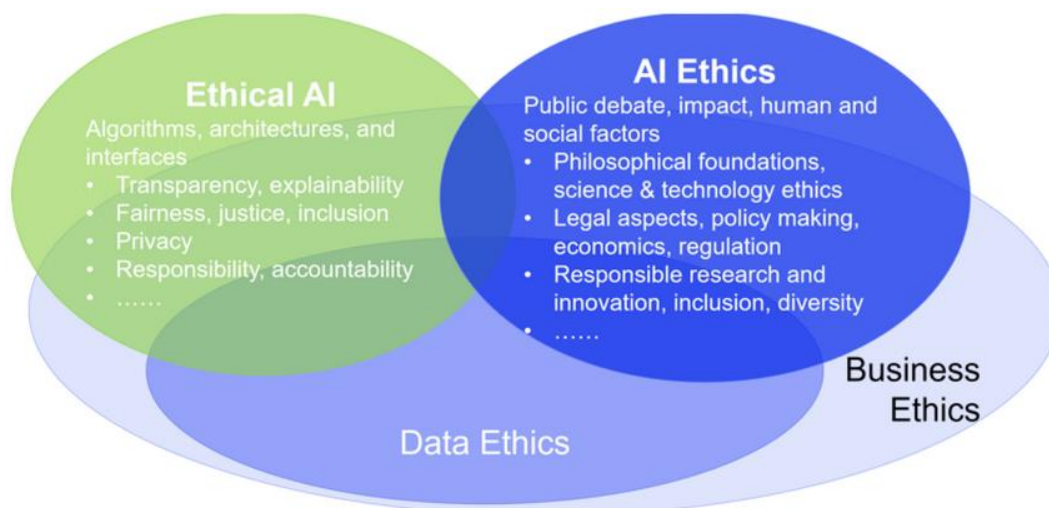 Ethical AI
Algorithms, architectures, and
interfaces
• Transparency, explainability
• Fairness, justice, inclusion
• Privacy
• Responsibility, accountability
• ……
AI Ethics
Public debate, impact, human and
social factors
• Philosophical foundations,
science & technology ethics
• Legal aspects, policy making,
economics, regulation
• Responsible research and
innovation, inclusion, diversity
• ……
Business
Ethics
Data Ethics